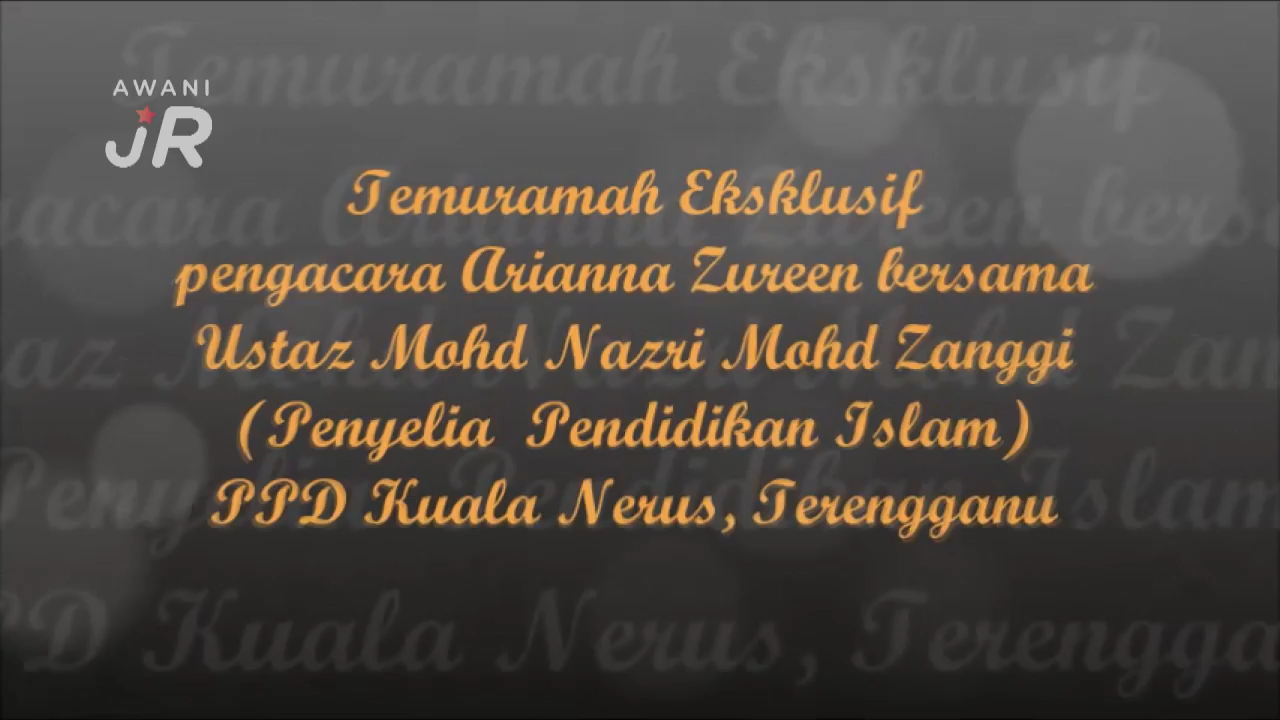 AWANI
jR
Temuramah Eksklusif
pengacara Arianna Zureen bersama
Ustaz Mohd Nazri Mohd Zanggi
(Penyelia Pendidikan Islam)
PPD Kuala Nerus, Terengganu